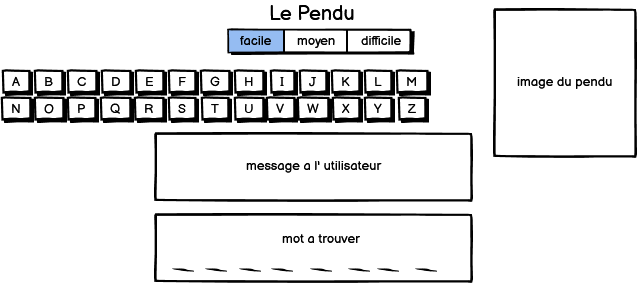 Le Pendu
facile moyen difficile
A B C D E F G H I J K L M
N O P Q R S T U V W X Y Z
image du pendu
message a l' utilisateur
mot a trouver